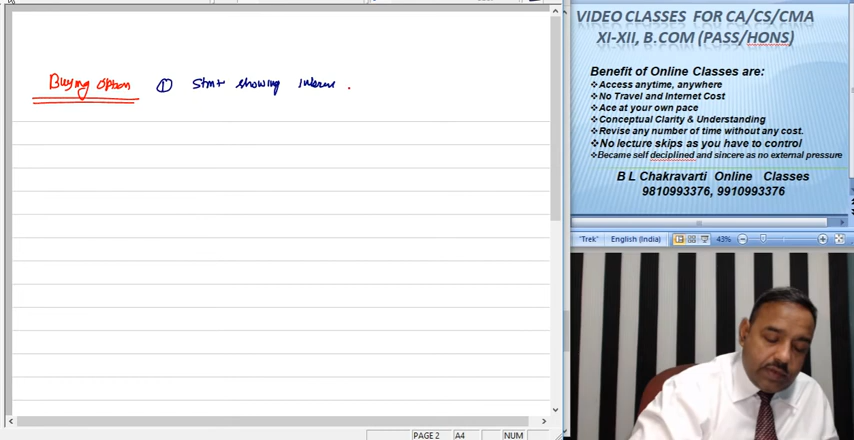 Buying Option ① Stmt showing interes
VIDEO CLASSES FOR CA/CS/CMA
XI-XII, B.COM (PASS/HONS)
Benefit of Online Classes are:
❖Access anytime, anywhere
❖No Travel and Internet Cost
❖Ace at your own pace
❖Conceptual Clarity & Understanding
❖Revise any number of time without any cost.
❖No lecture skips as you have to control
❖Became self deciplined and sincere as no external pressure
B L Chakravarti Online Classes
9810993376, 9910993376
"Trek" English (India) 43%
PAGE 2 A4 NUM